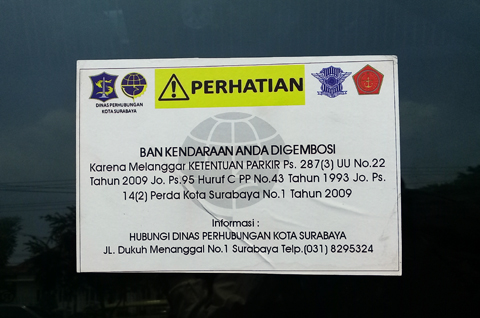 PERHATIAN
DINAS PERHUBUNGAN
KOTA SURABAYA
BAN KENDARAAN ANDA DIGEMBOSI
Karena Melanggar KETENTUAN PARKIR Ps. 287(3) UU No.22
Tahun 2009 Jo. Ps.95 Huruf C PP No.43 Tahun 1993 Jo. Ps.
14(2) Perda Kota Surabaya No.1 Tahun 2009
Informasi :
HUBUNGI DINAS PERHUBUNGAN KOTA SURABAYA
JL. Dukuh Menanggal No.1 Surabaya Telp.(031) 8295324